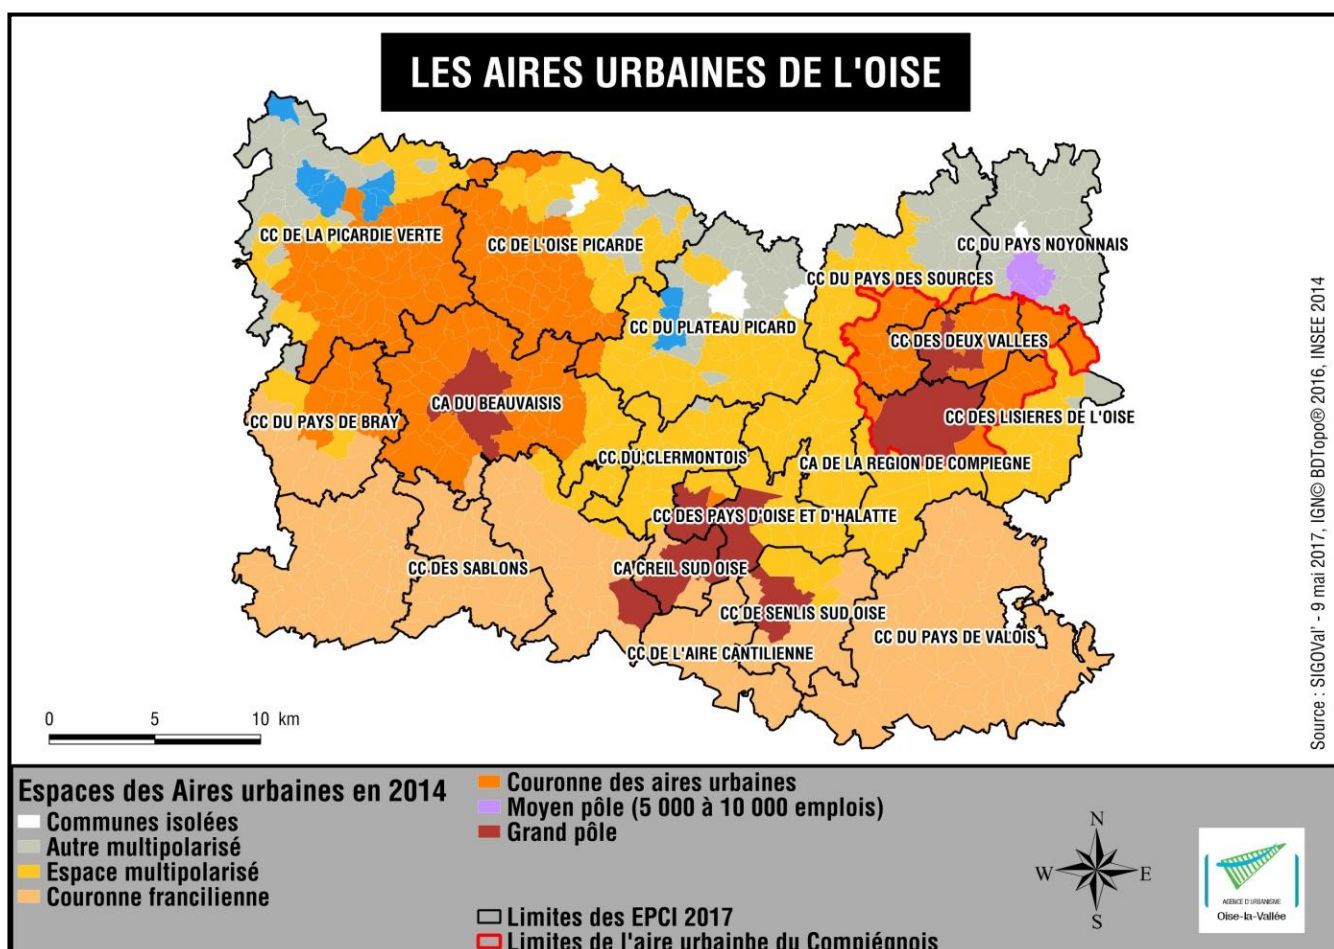 LES AIRES URBAINES DE L'OISE
CC DE LA PICARDIE VERTE
CC DE L'OISE PICARDE
CC DU PAYS NOYONNAIS
CC DU PAYS DES SOURCES
CC DU PLATEAU PICARD
CC DES DEUX VALLEES
CA DU BEAUVAISIS
CC DU PAYS DE BRAY
CC DES LISIERES DE L'OISE
CC DU CLERMONTOIS
CA DE LA REGION DE COMPIEGNE
CC DES PAYS D'OISE ET D'HALATTE
CC DES SABLONS
CA CREIL SUD OISE
CC DE SENLIS SUD OISE
CC DU PAYS DE VALOIS
CC DE L'AIRE CANTILIENNE
0 5 10 km
Source : SIGOVal' - 9 mai 2017, IGN© BDTopo® 2016, INSEE 2014
Espaces des Aires urbaines en 2014
Communes isolées
Autre multipolarisé
Espace multipolarisé
Couronne francilienne
Couronne des aires urbaines
Moyen pôle (5 000 à 10 000 emplois)
Grand pôle
Limites des EPCI 2017
Limites de l'aire urbainbe du Compiégnois
N
W E
S
AGENCE D'URBANISME
Oise-la-Vallée